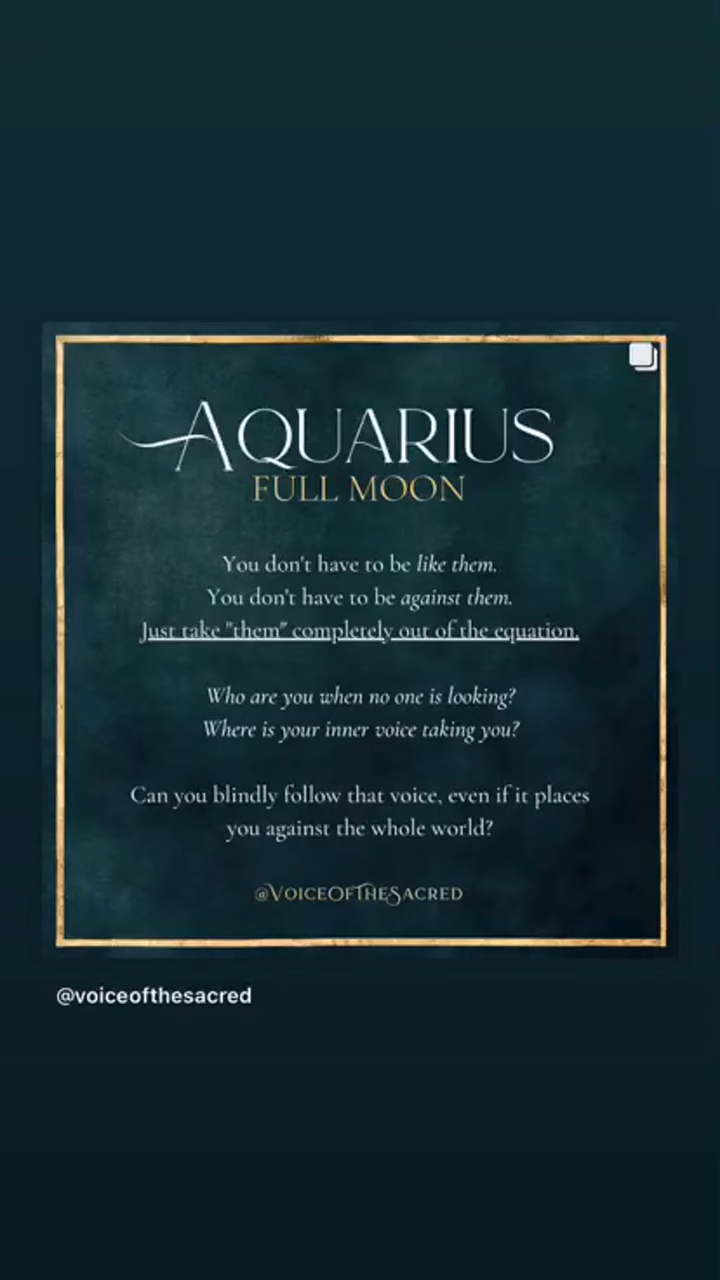 AQUARIUS
FULL MOON
You don't have to be like them.
You don't have to be against them.
Just take "them" completely out of the equation.
Who are you when no one is looking?
Where is your inner voice taking you?
Can you blindly follow that voice, even if it places
you against the whole world?
@VOICEOFTHESACRED
@voiceofthesacred